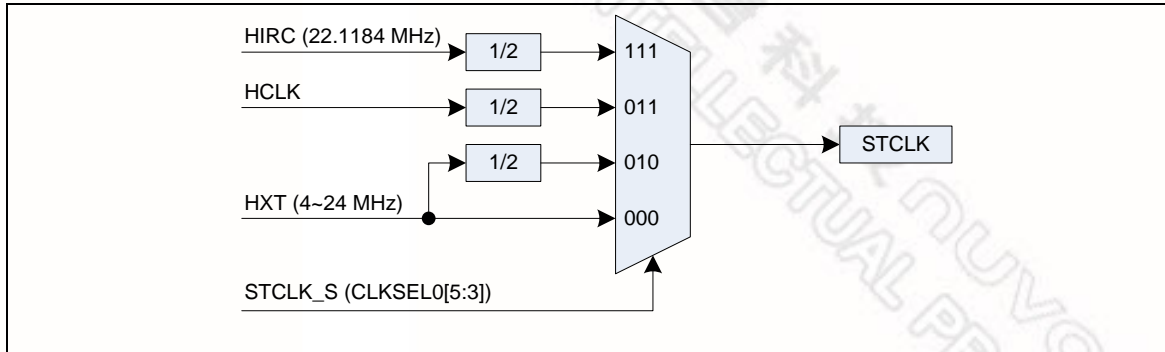 HIRC (22.1184 MHz)
1/2
111
HCLK
1/2
011
1/2
010
STCLK
HXT (4~24 MHz)
000
STCLK_S (CLKSEL0[5:3])